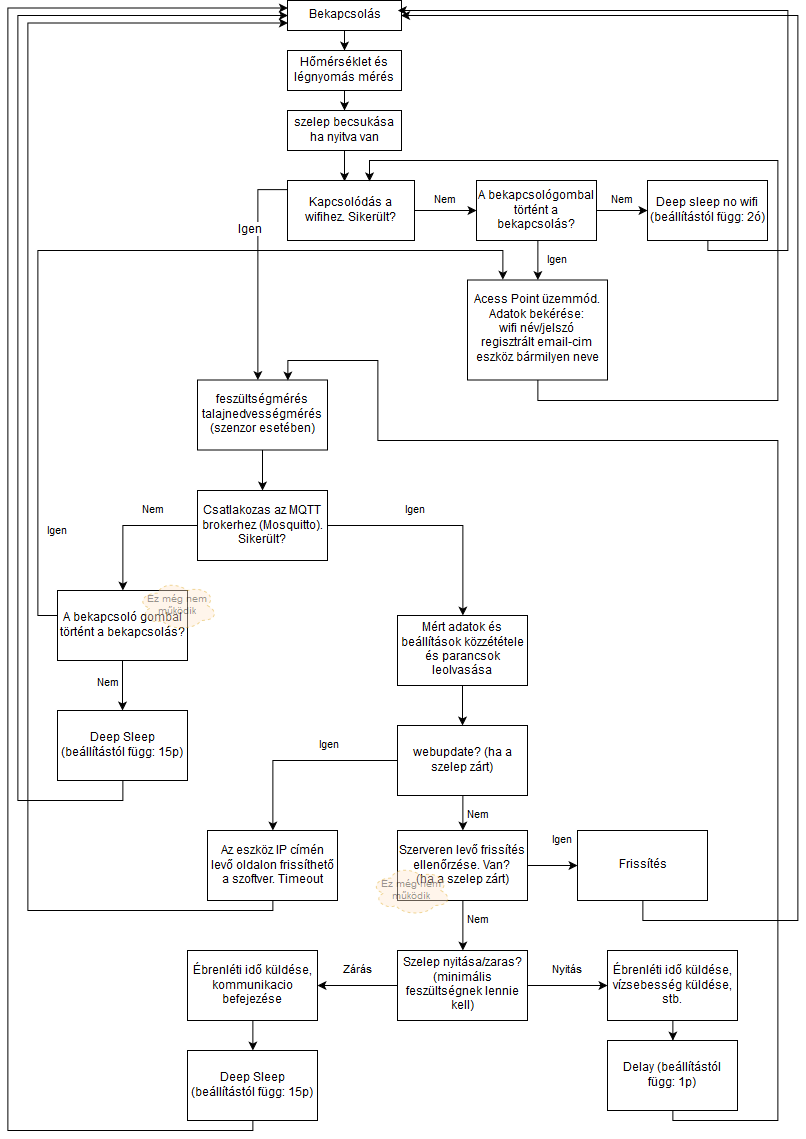 Bekapcsolás
Hőmérséklet és
légnyomás mérés
szelep becsukása
ha nyitva van
Kapcsolódás a
wifihez. Sikerült?
Nem
A bekapcsológombal
történt a
bekapcsolás?
Nem
Deep sleep no wifi
(beállítástól függ: 2ó)
Igen
Igen
Acess Point üzemmód.
Adatok bekérése:
wifi név/jelszó
regisztrált email-cim
eszköz bármilyen neve
feszültségmérés
talajnedvességmérés
(szenzor esetében)
Csatlakozas az MQTT
brokerhez (Mosquitto).
Sikerült?
Nem
Igen
Igen
Ez még nem
működik
A bekapcsoló gombal
történt a bekapcsolás?
Mért adatok és
beállítások közzététele
és parancsok
leolvasása
Nem
Deep Sleep
(beállítástól függ: 15p)
webupdate? (ha a
szelep zárt)
Igen
Nem
Az eszköz IP címén
levő oldalon frissíthető
a szoftver. Timeout
Szerveren levő frissítés
ellenőrzése. Van?
(ha a szelep zárt)
Ez még nem
működik
Igen
Frissítés
Nem
Ébrenléti idő küldése,
kommunikacio
befejezése
Zárás
Szelep nyitása/zaras?
(minimális
feszültségnek lennie
kell)
Nyitás
Ébrenléti idő küldése,
vízsebesség küldése,
stb.
Deep Sleep
(beállítástól függ: 15p)
Delay (beállítástól
függ: 1p)